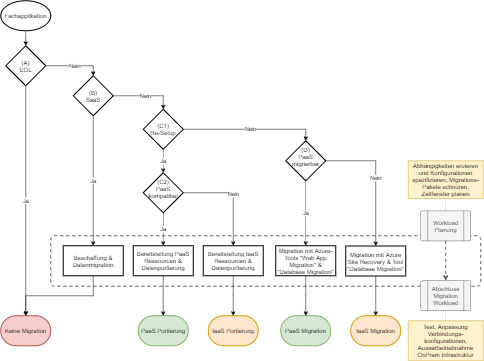 Fachapplikation
(A)
EOL
Nein
(B)
SaaS
Nein
(C1)
Re-Setup
Nein
(D)
PaaS
migrierbar
Ja
(C2)
PaaS
kompatibel
Nein
Nein
Ja
Ja
Ja
Ja
Abhängigkeiten eruieren
und Konfigurationen
spezifizieren, Migrations-
Pakete schnüren,
Zeitfenster planen
Workload
Planung
Beschaffung &
Datenmigration
Bereitstellung PaaS
Ressourcen &
Datenportierung
Bereitstellung IaaS
Ressourcen &
Datenportierung
Migration mit Azure-
Tools "Web App
Migration" &
"Database Migration"
Migration mit Azure
Site Recovery & Tool
"Database Migration"
Abschluss
Migration
Workload
Keine Migration
PaaS Portierung
IaaS Portierung
PaaS Migration
IaaS Migration
Test, Anpassung
Verbindungs-
konfigurationen,
Ausserbetriebnahme
OnPrem Infrastruktur